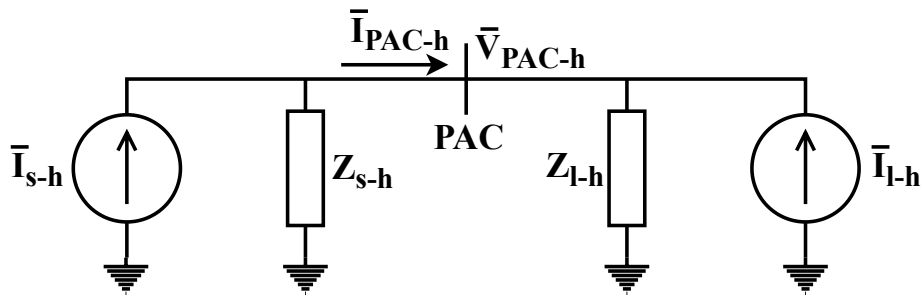 I̅PAC-h
V̅PAC-h
PAC
I̅s-h
Zs-h
Zl-h
I̅l-h